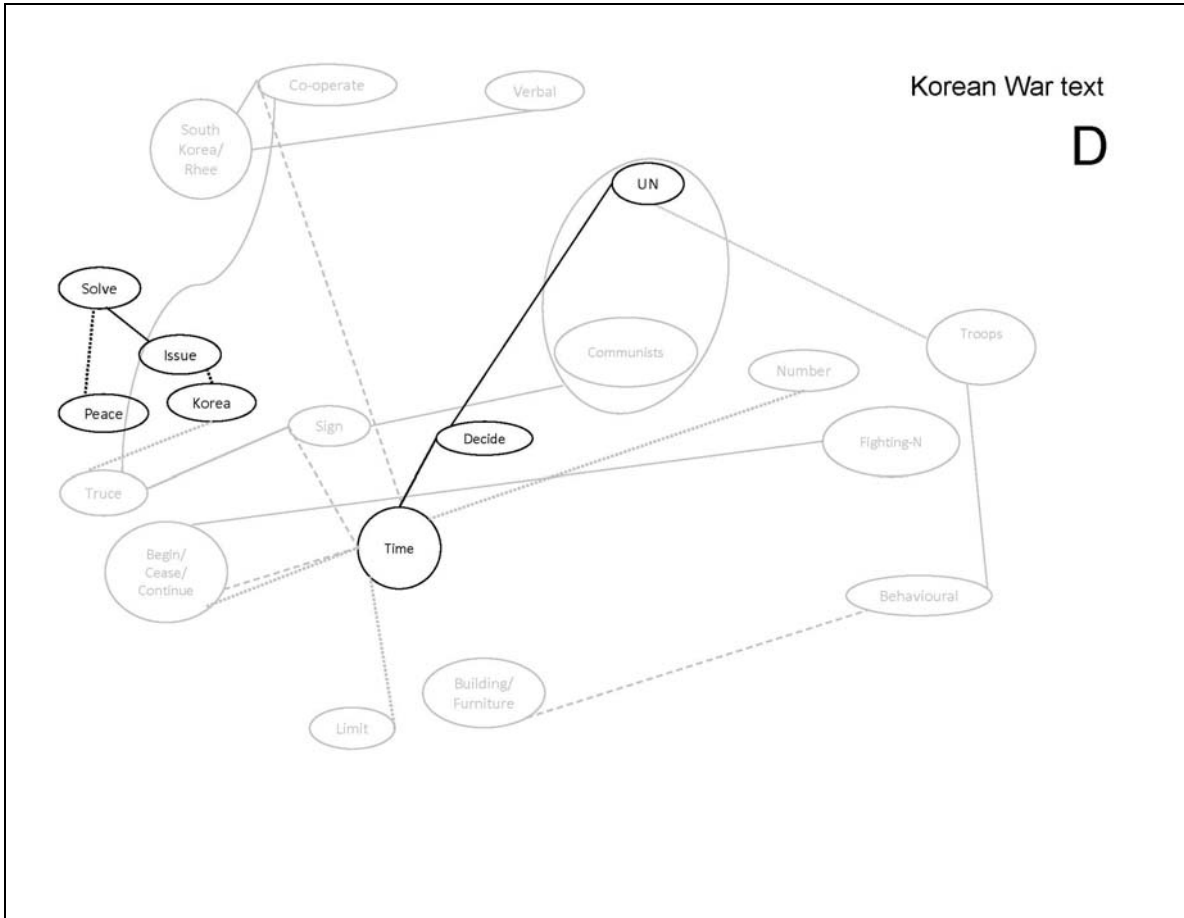 Korean War text
D
Co-operate
Verbal
South
Korea/
Rhee
UN
Solve
Issue
Communists
Troops
Number
Peace
Korea
Sign
Decide
Fighting-N
Truce
Time
Begin/
Cease/
Continue
Behavioural
Building/
Furniture
Limit